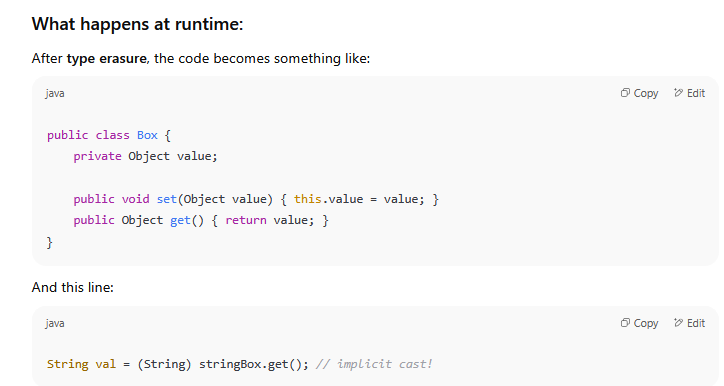 What happens at runtime:
After type erasure, the code becomes something like:
java
Copy
Edit
public class Box {
    private Object value;
    public void set(Object value) { this.value = value; }
    public Object get() { return value; }
}
And this line:
java
Copy
Edit
String val = (String) stringBox.get(); // implicit cast!